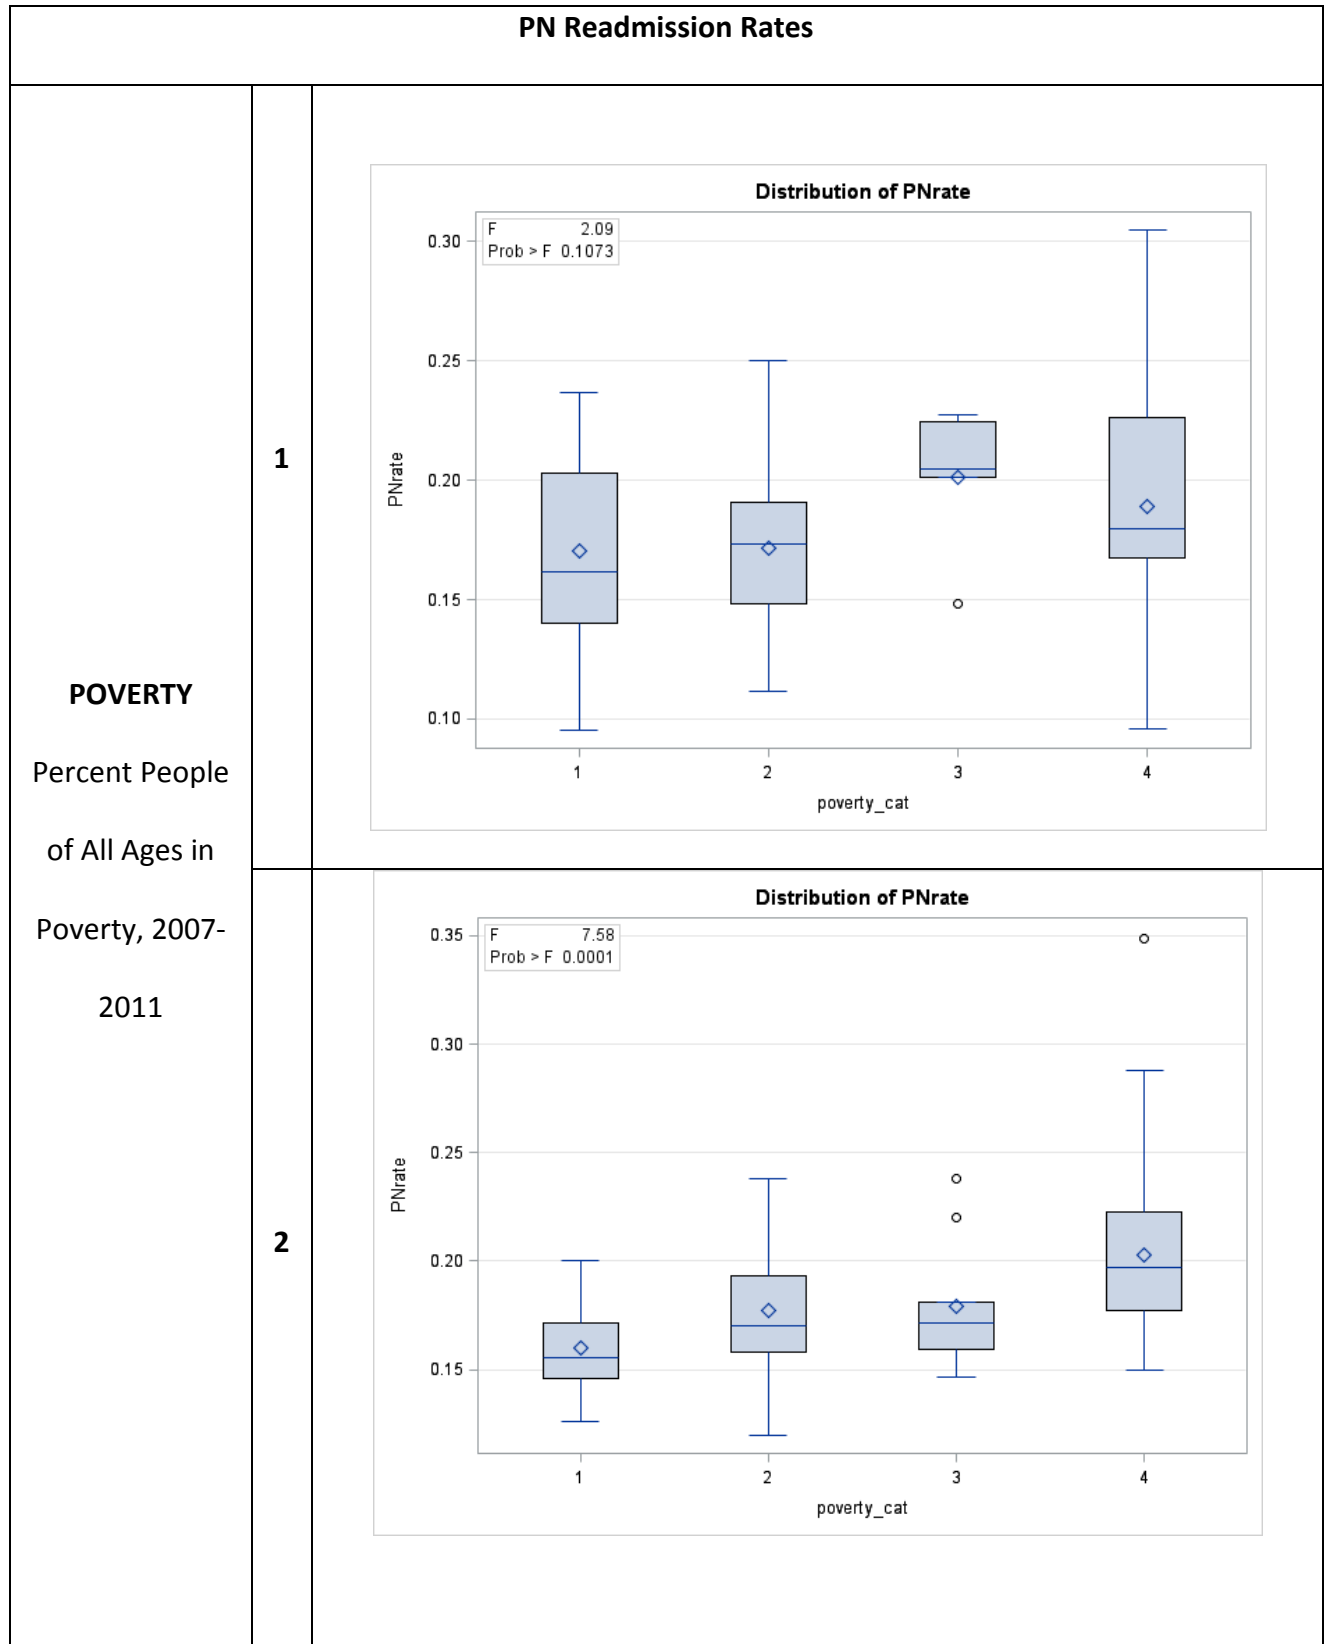 PN Readmission Rates
POVERTY
Percent People
of All Ages in
Poverty, 2007-
2011
1
Distribution of PNrate
F 2.09
Prob > F 0.1073
0.30
0.25
0.20
0.15
0.10
PNrate
1 2 3 4
poverty_cat
2
Distribution of PNrate
F 7.58
Prob > F 0.0001
0.35
0.30
0.25
0.20
0.15
PNrate
1 2 3 4
poverty_cat